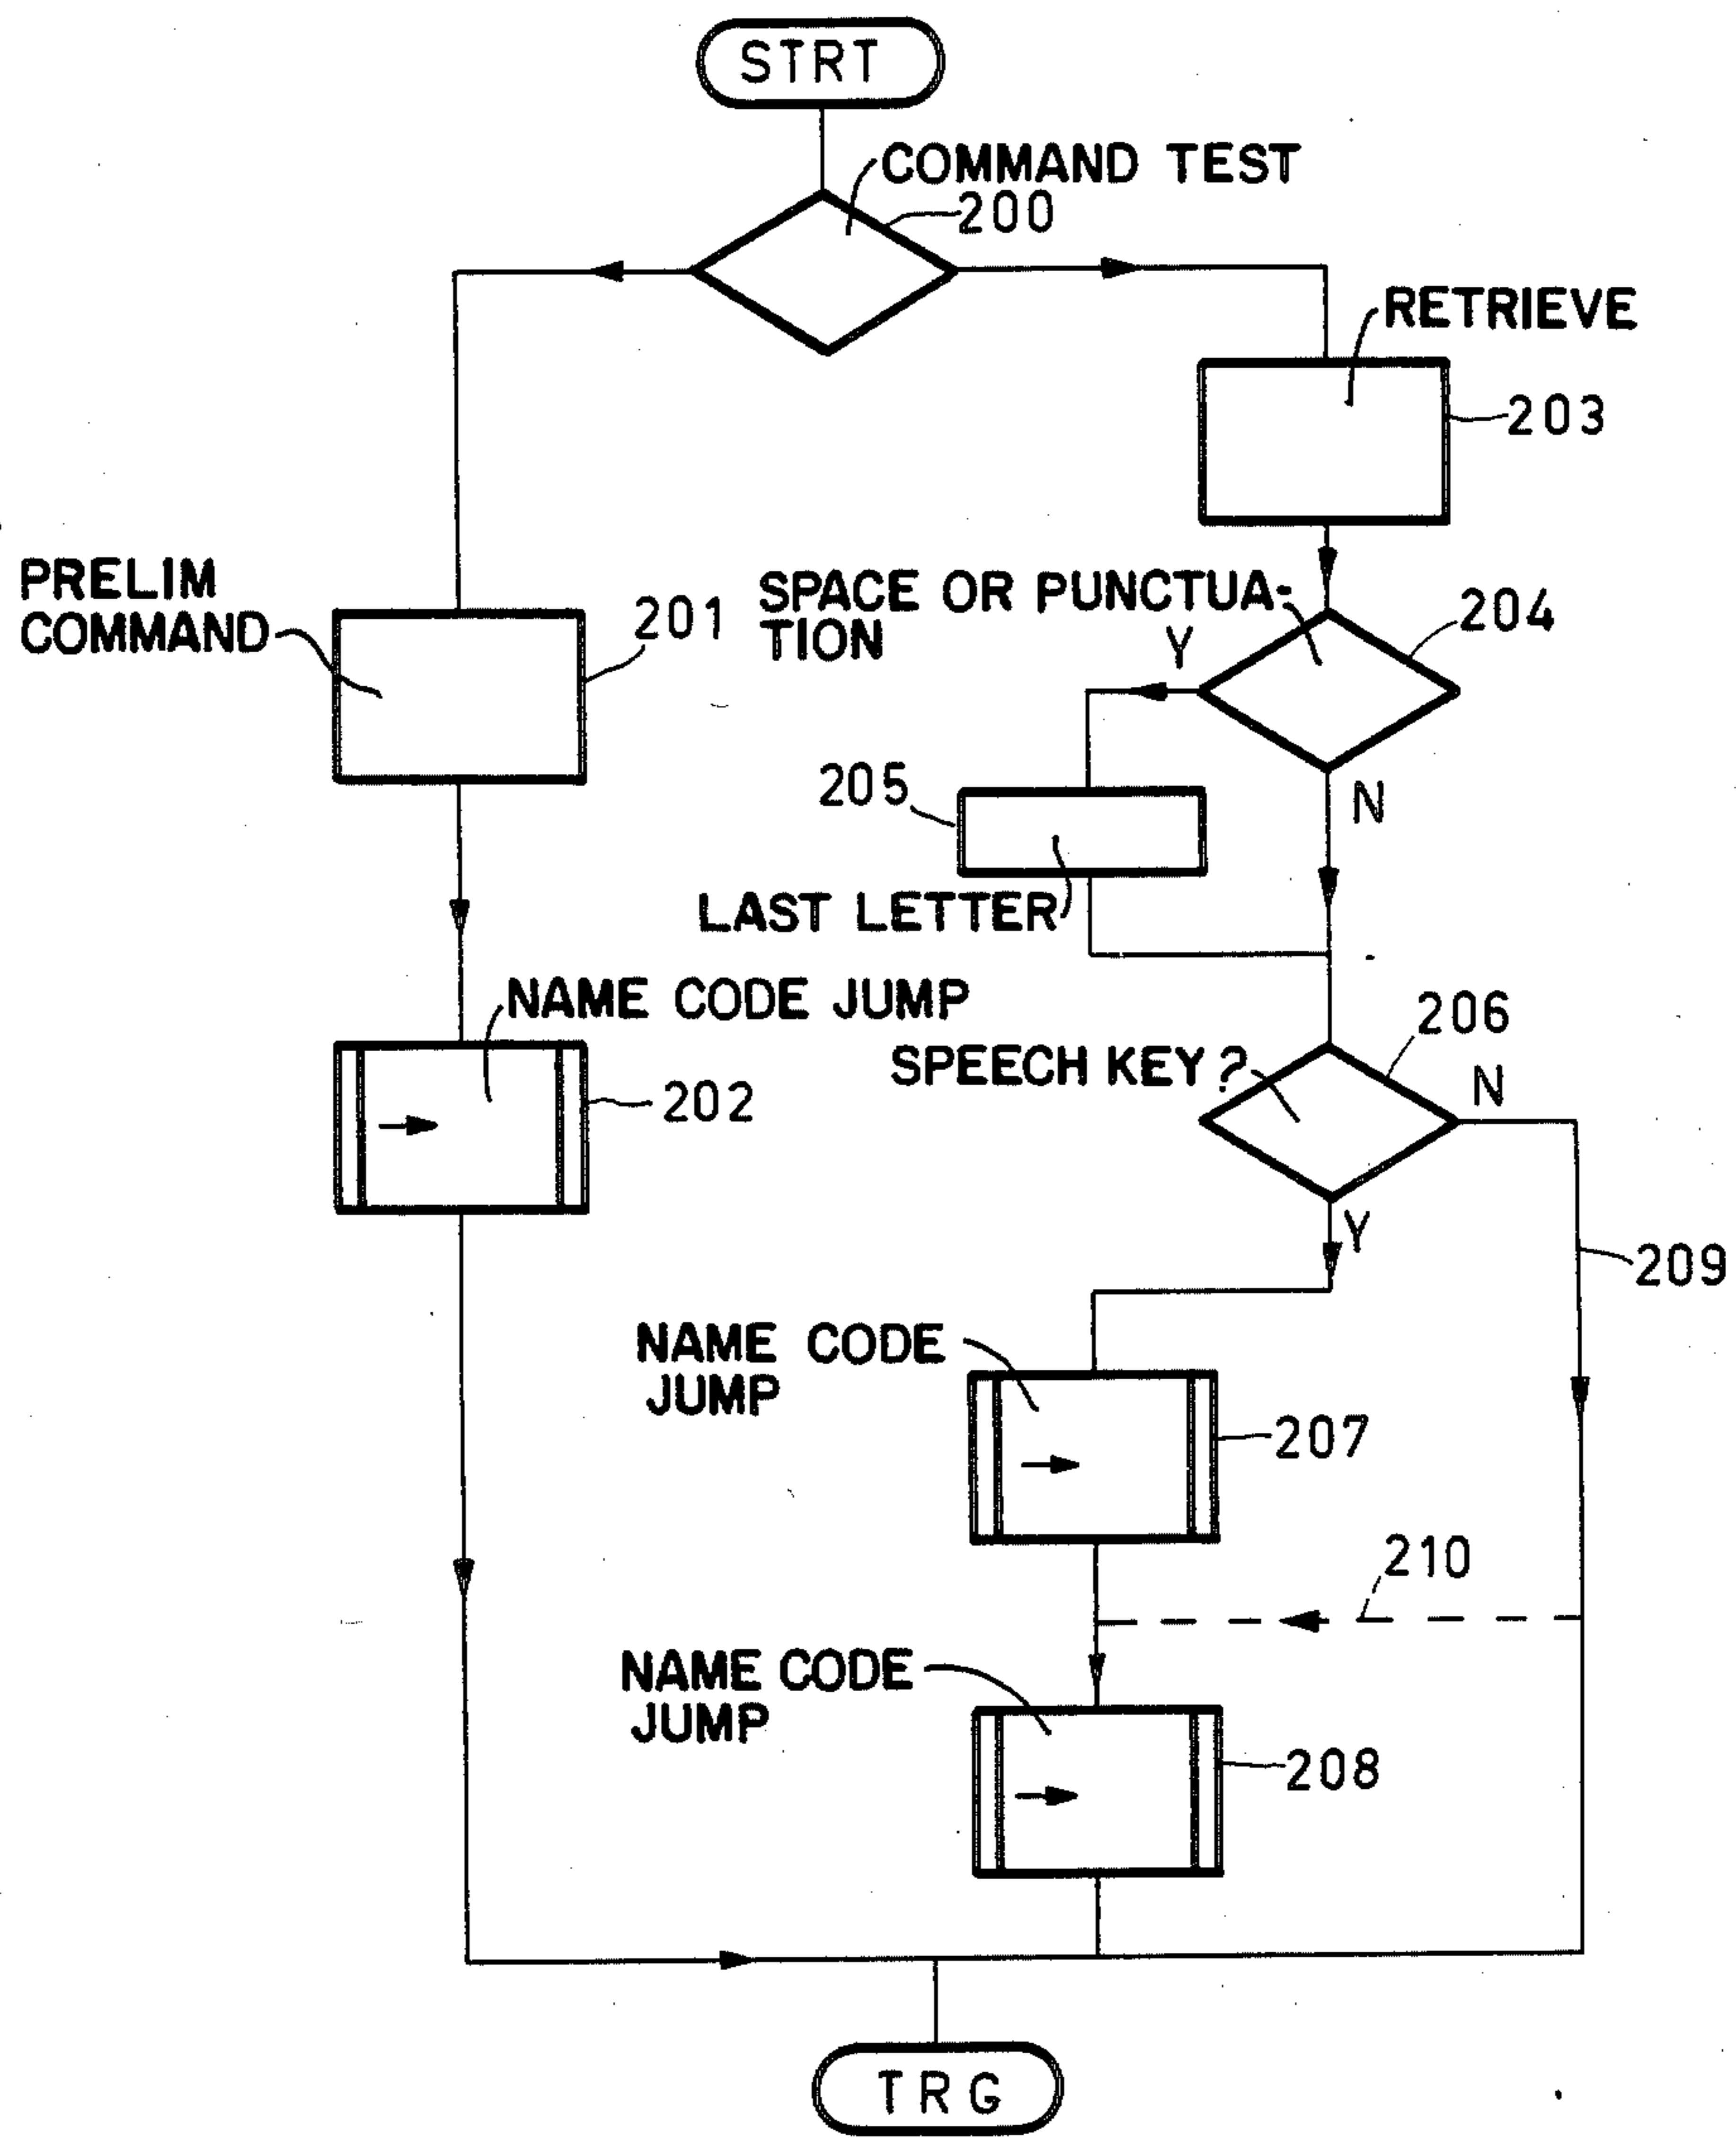 STRT
COMMAND TEST
200
RETRIEVE
203
PRELIM
COMMAND
201
SPACE OR PUNCTUA-
TION
Y
204
205
N
LAST LETTER
NAME CODE JUMP
202
206
SPEECH KEY?
N
Y
209
NAME CODE
JUMP
207
210
NAME CODE
JUMP
208
TRG